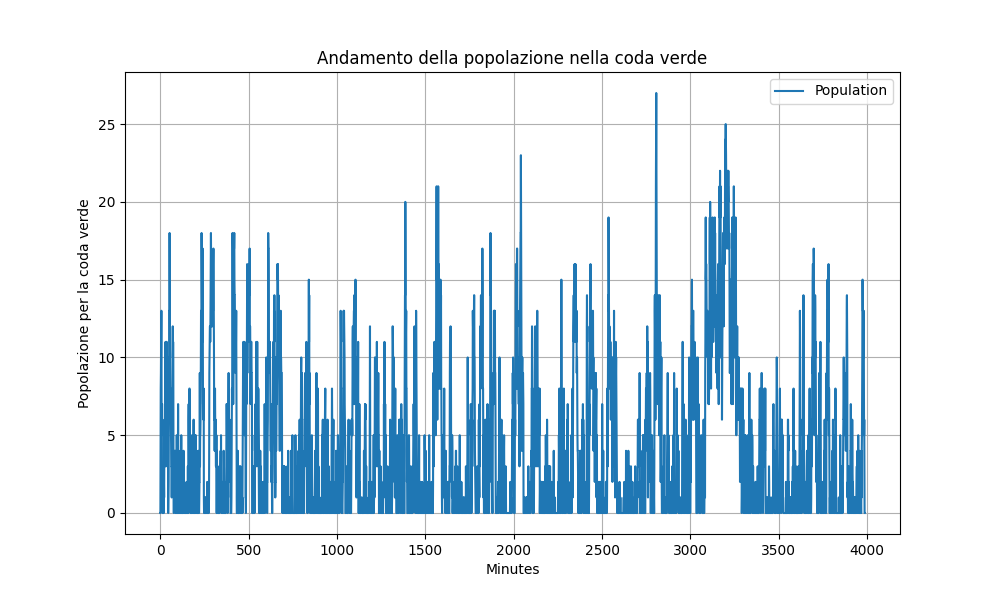 Andamento della popolazione nella coda verde
Population
Popolazione per la coda verde
25
20
15
10
5
0
0 500 1000 1500 2000 2500 3000 3500 4000
Minutes